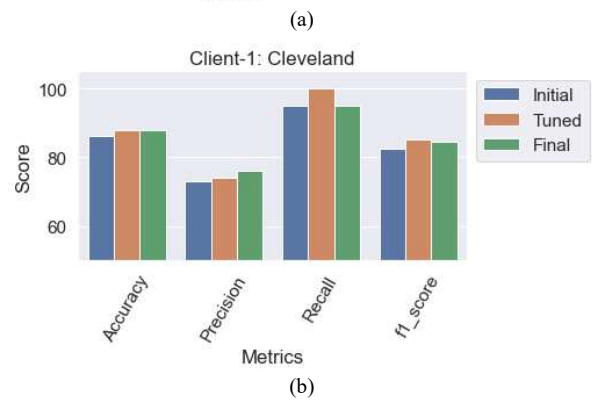 (a)
Client-1: Cleveland
100
80
60
Score
Initial
Tuned
Final
Accuracy
Precision
Recall
f1_score
Metrics
(b)